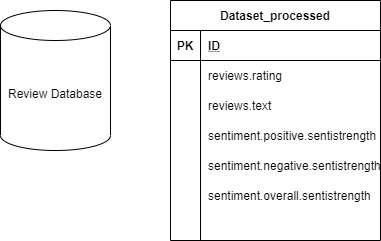 Review Database
Dataset_processed
PK ID
reviews.rating
reviews.text
sentiment.positive.sentistrength
sentiment.negative.sentistrength
sentiment.overall.sentistrength